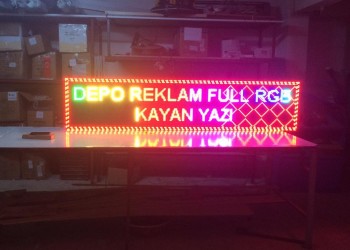 DEPO REKLAM FULL RGB
KAYAN YAZI